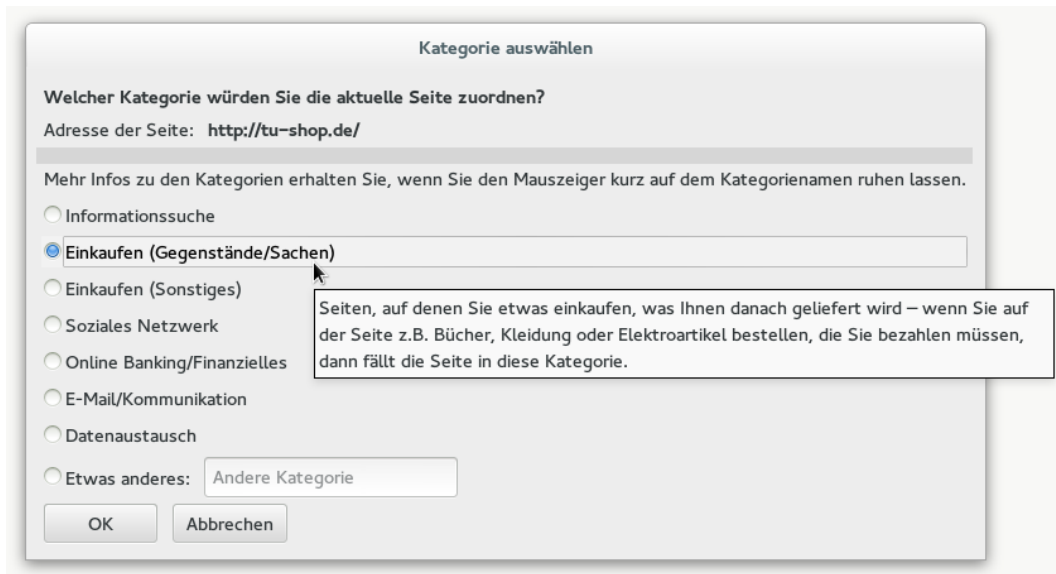 Kategorie auswählen
Welcher Kategorie würden Sie die aktuelle Seite zuordnen?
Adresse der Seite: http://tu-shop.de/
Mehr Infos zu den Kategorien erhalten Sie, wenn Sie den Mauszeiger kurz auf dem Kategorienamen ruhen lassen.
Informationssuche
Einkaufen (Gegenstände/Sachen)
Einkaufen (Sonstiges)
Seiten, auf denen Sie etwas einkaufen, was Ihnen danach geliefert wird – wenn Sie auf
der Seite z.B. Bücher, Kleidung oder Elektroartikel bestellen, die Sie bezahlen müssen,
dann fällt die Seite in diese Kategorie.
Soziales Netzwerk
Online Banking/Finanzielles
E-Mail/Kommunikation
Datenaustausch
Etwas anderes: Andere Kategorie
OK Abbrechen